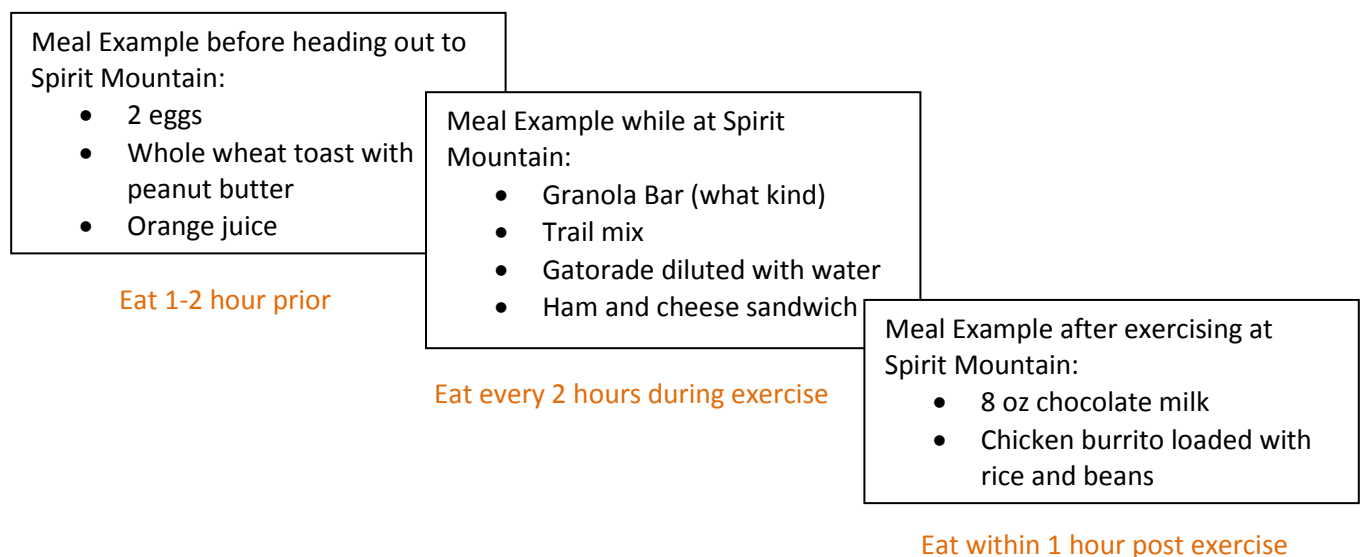 Meal Example before heading out to
Spirit Mountain:
• 2 eggs
• Whole wheat toast with
peanut butter
• Orange juice
Eat 1-2 hour prior
Meal Example while at Spirit
Mountain:
• Granola Bar (what kind)
• Trail mix
• Gatorade diluted with water
• Ham and cheese sandwich
Eat every 2 hours during exercise
Meal Example after exercising at
Spirit Mountain:
• 8 oz chocolate milk
• Chicken burrito loaded with
rice and beans
Eat within 1 hour post exercise